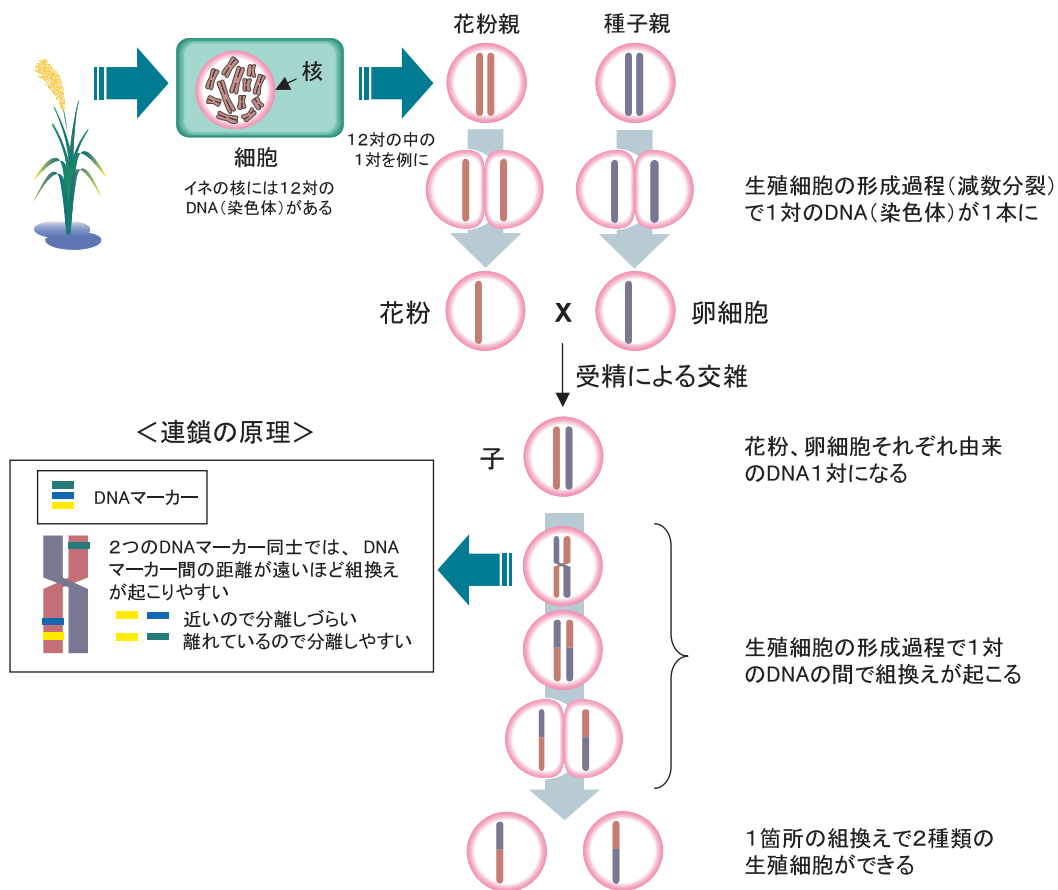 花粉親
種子親
核
細胞
イネの核には12対の
DNA(染色体)がある
12対の中の
1対を例に
生殖細胞の形成過程(減数分裂)
で1対のDNA(染色体)が1本に
花粉
X
卵細胞
受精による交雑
子
花粉、卵細胞それぞれ由来
のDNA1対になる
<連鎖の原理>
DNAマーカー
2つのDNAマーカー同士では、DNA
マーカー間の距離が遠いほど組換え
が起こりやすい
近いので分離しづらい
離れているので分離しやすい
生殖細胞の形成過程で1対
のDNAの間で組換えが起こる
1箇所の組換えで2種類の
生殖細胞ができる